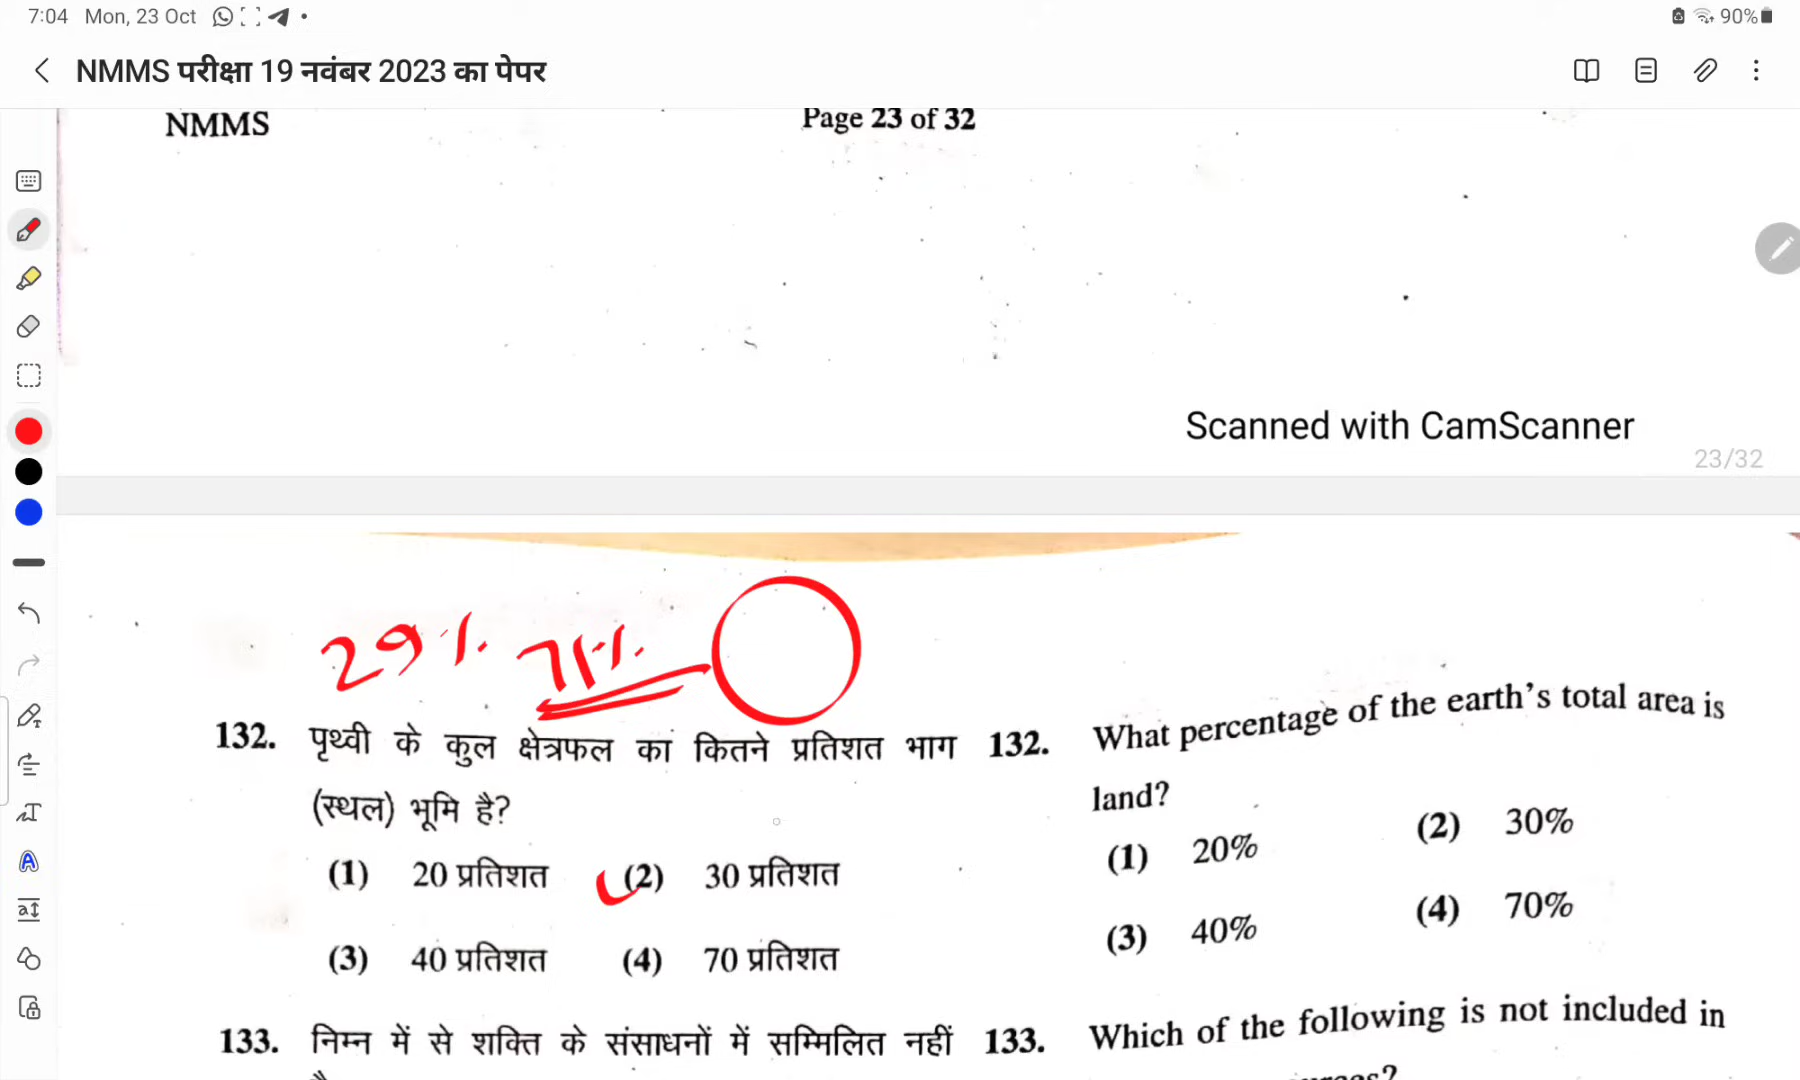 7:04 Mon, 23 Oct
90%
NMMS परीक्षा 19 नवंबर 2023 का पेपर
NMMS
Page 23 of 32
Scanned with CamScanner
23/32
29% 71%
132. पृथ्वी के कुल क्षेत्रफल का कितने प्रतिशत भाग
(स्थल) भूमि है?
(1) 20 प्रतिशत (2) 30 प्रतिशत
(3) 40 प्रतिशत (4) 70 प्रतिशत
133. निम्न में से शक्ति के संसाधनों में सम्मिलित नहीं
132. What percentage of the earth's total area is
land?
(1) 20% (2) 30%
(3) 40% (4) 70%
133. Which of the following is not included in